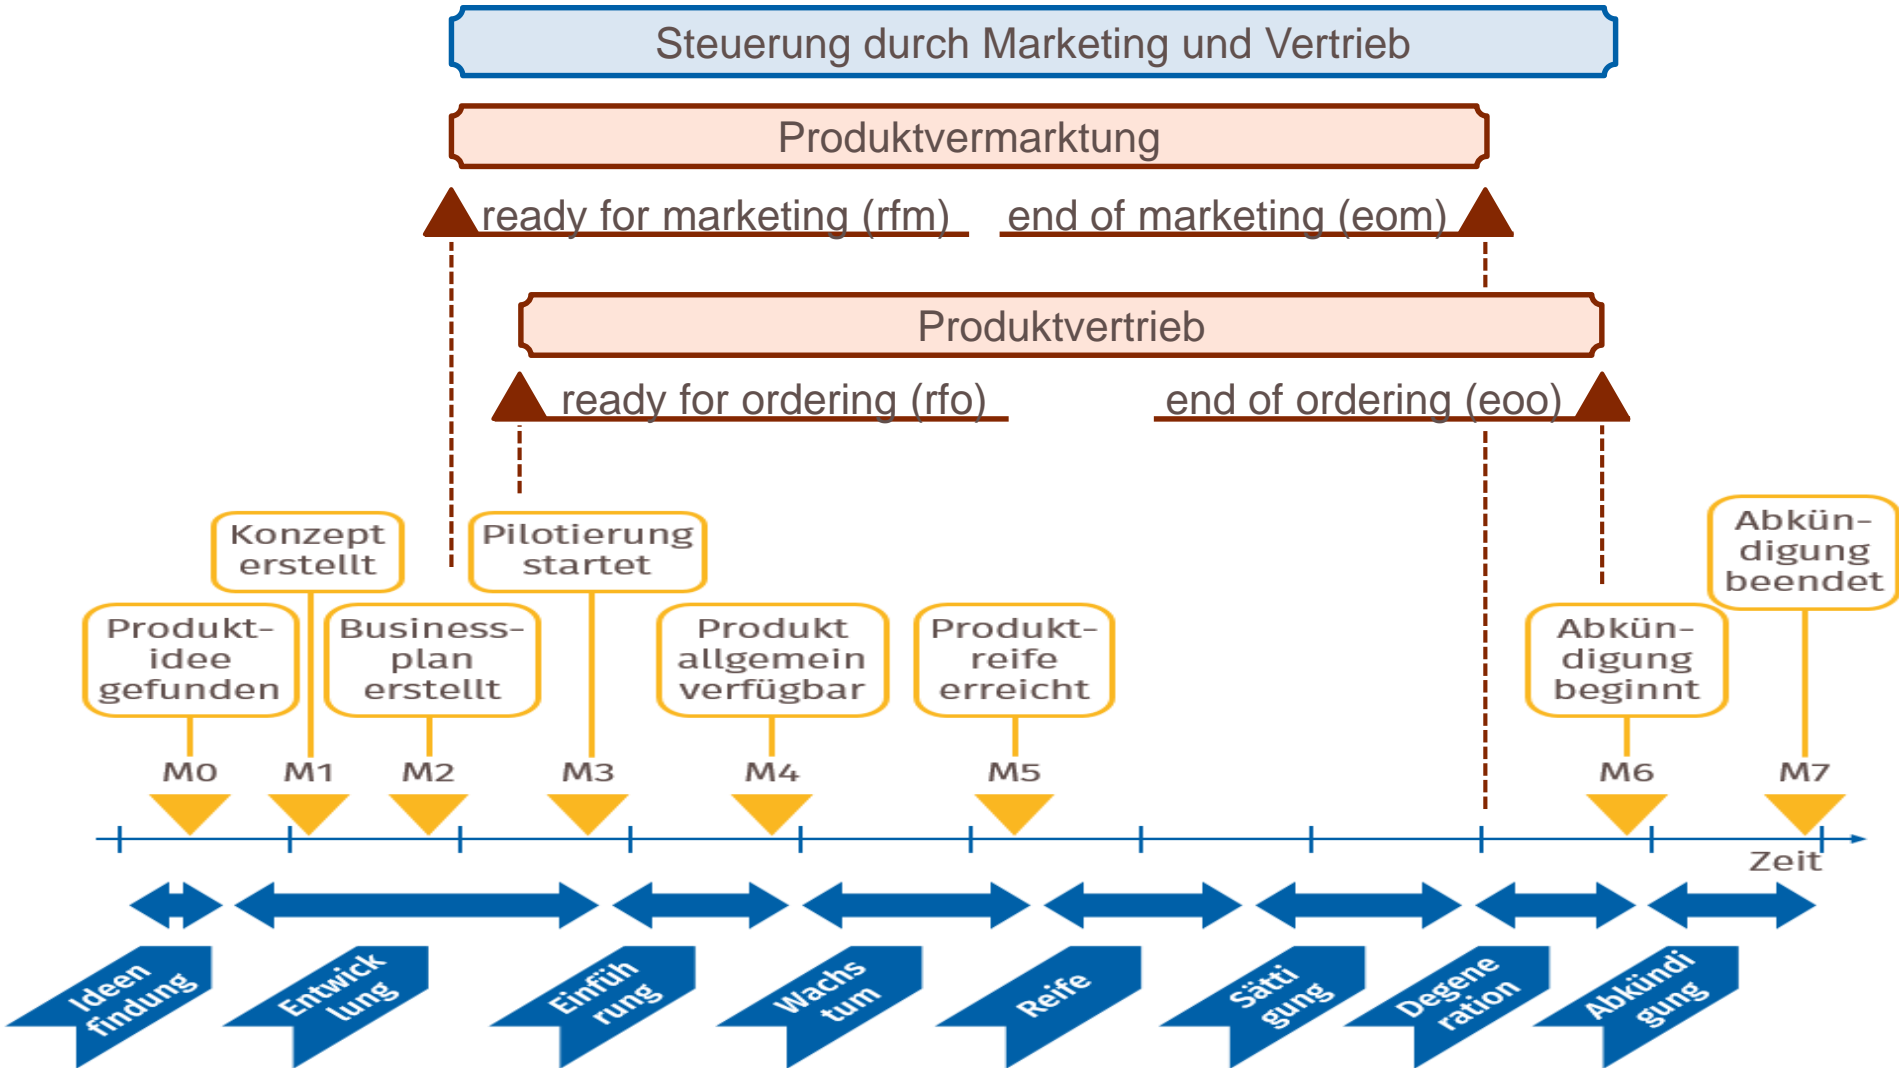 Steuerung durch Marketing und Vertrieb
Produktvermarktung
ready for marketing (rfm)
end of marketing (eom)
Produktvertrieb
ready for ordering (rfo)
end of ordering (eoo)
Produkt-
idee
gefunden
Konzept
erstellt
Business-
plan
erstellt
Pilotierung
startet
Produkt
allgemein
verfügbar
Produkt-
reife
erreicht
Abkün-
digung
beginnt
Abkün-
digung
beendet
M0
M1
M2
M3
M4
M5
M6
M7
Zeit
Ideen
findung
Entwick
lung
Einfüh
rung
Wachs
tum
Reife
Sätti
gung
Degene
ration
Abkündi
gung